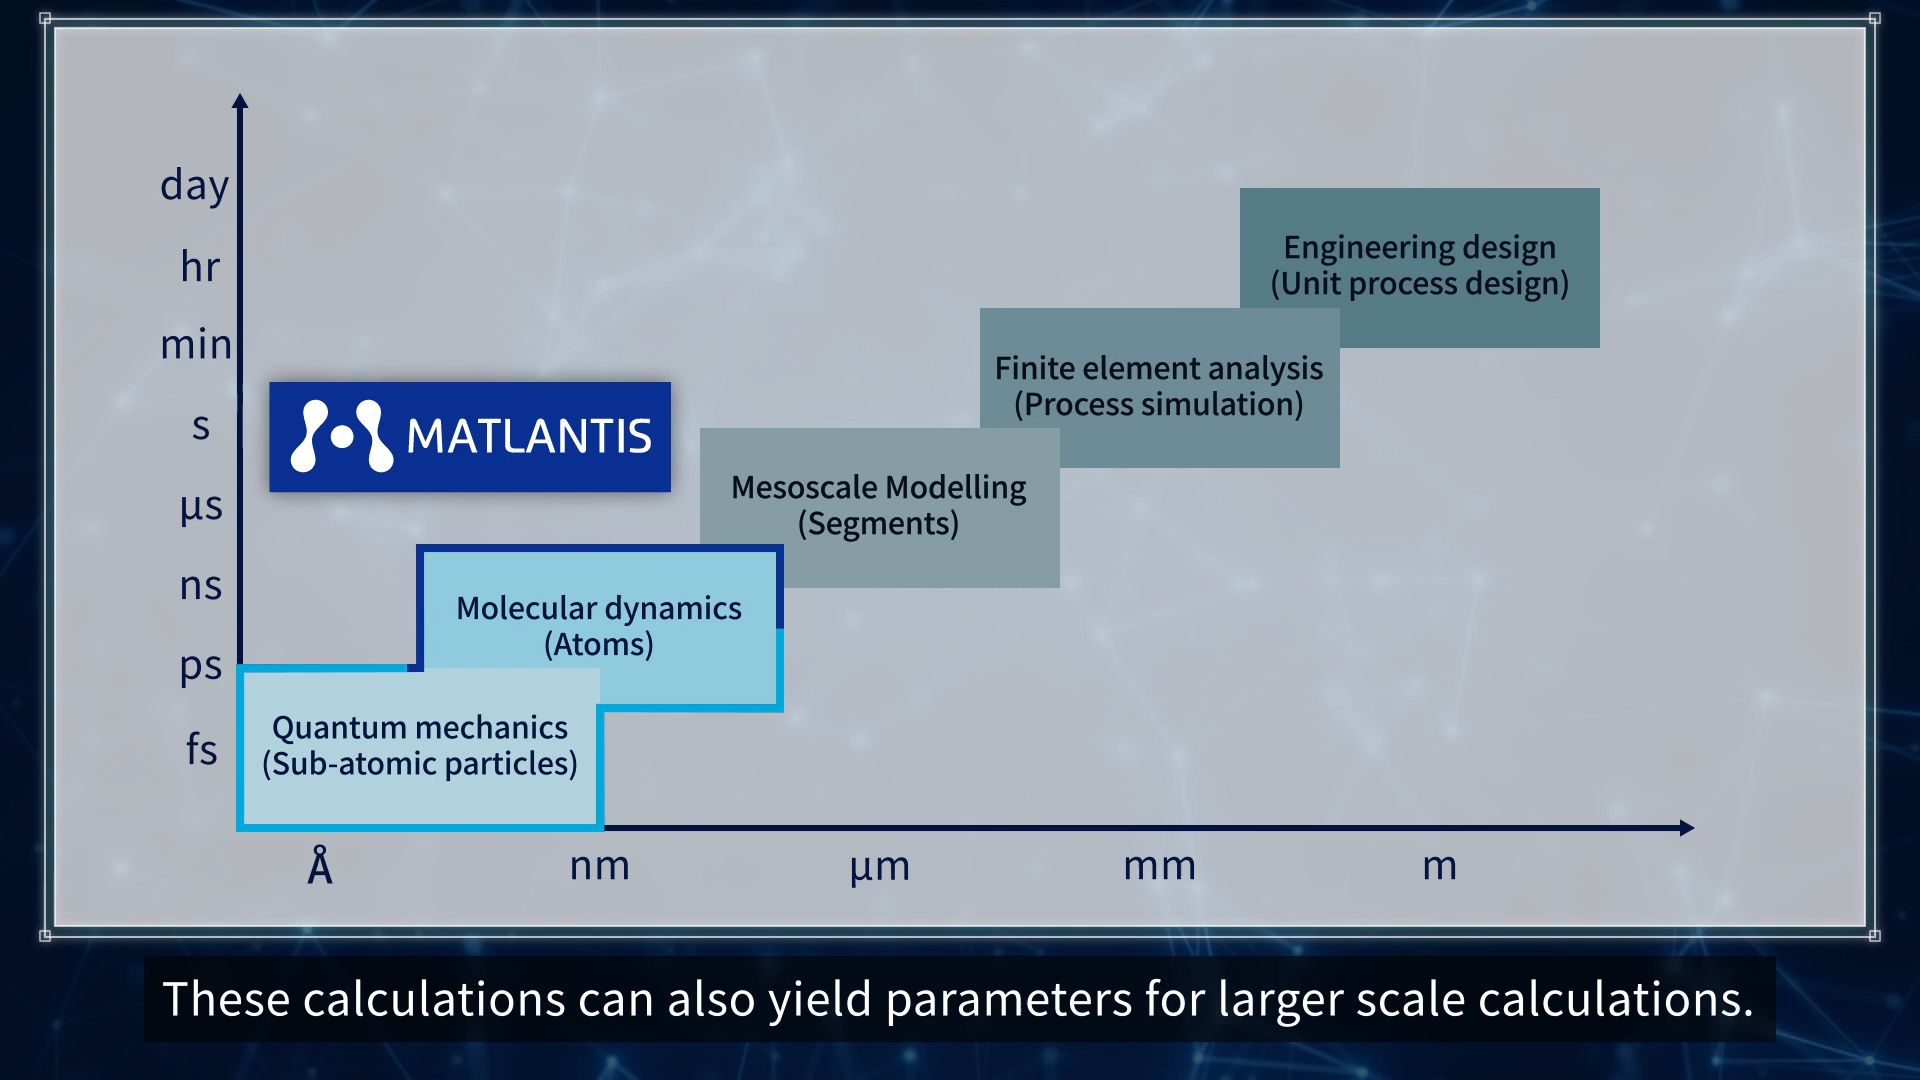 day
hr
min
s
µs
ns
ps
fs
Engineering design
(Unit process design)
Finite element analysis
(Process simulation)
MATLANTIS
Mesoscale Modelling
(Segments)
Molecular dynamics
(Atoms)
Quantum mechanics
(Sub-atomic particles)
Å
nm
µm
mm
m
These calculations can also yield parameters for larger scale calculations.